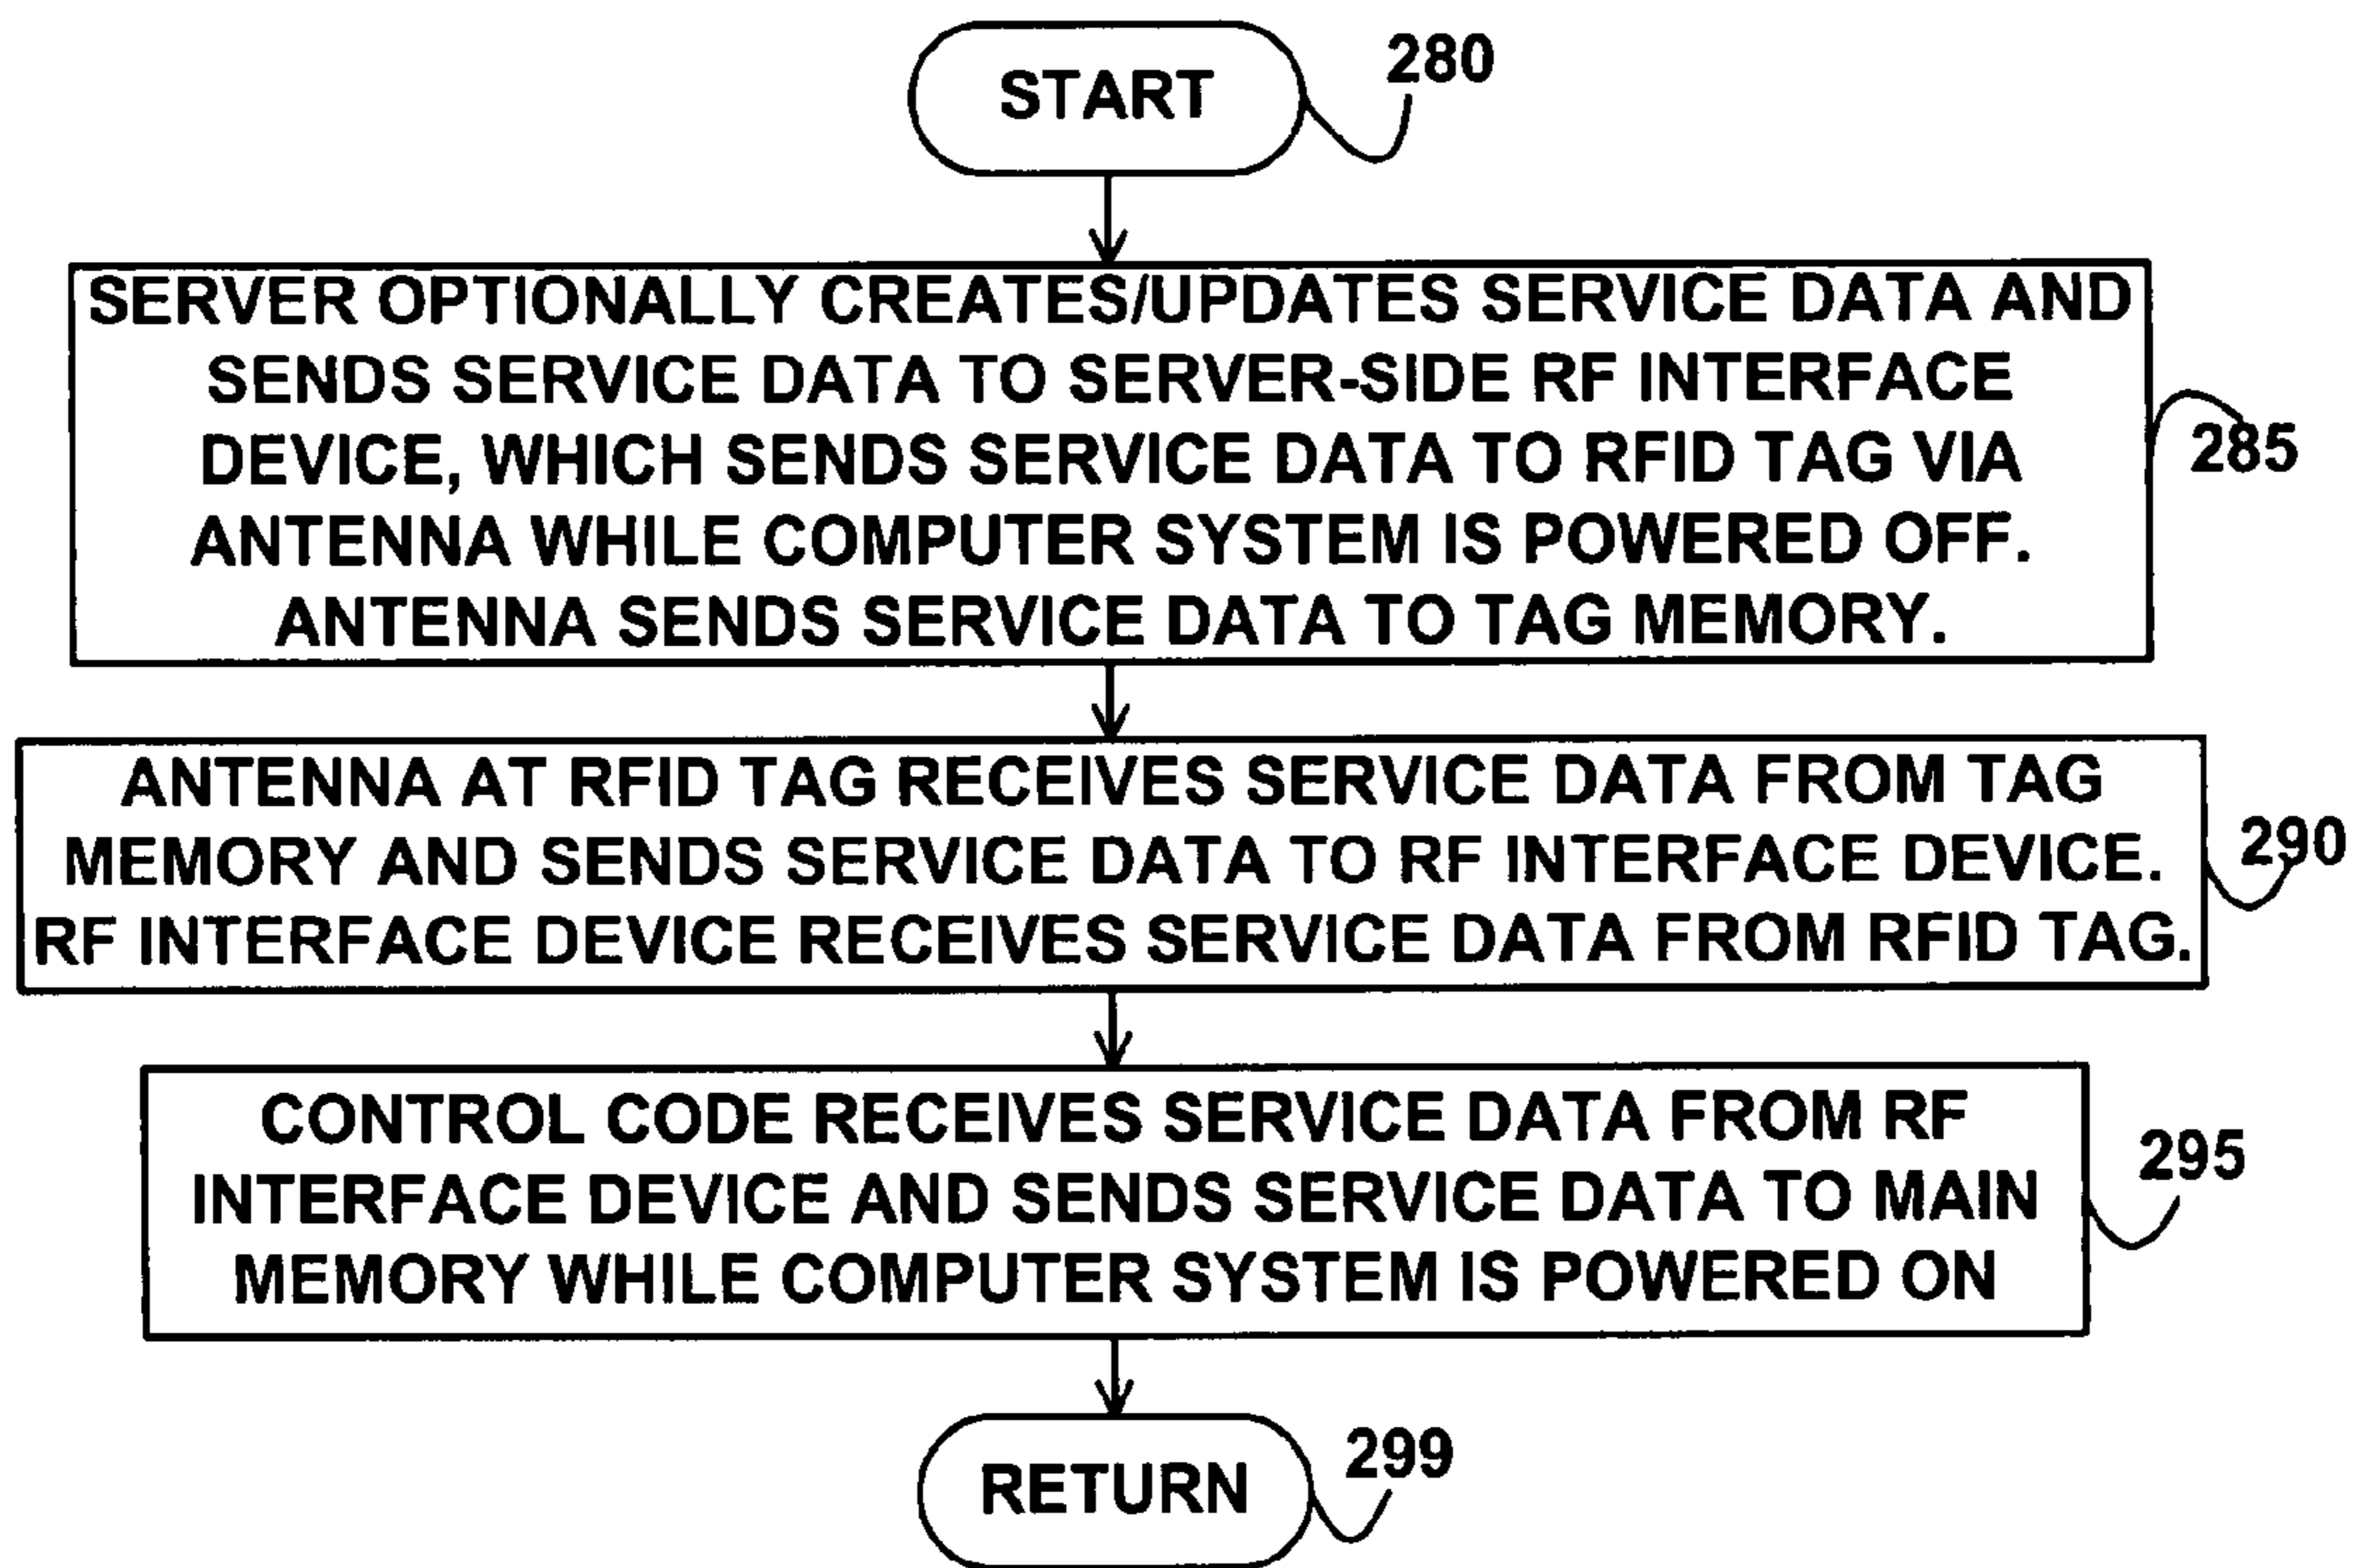 START
280
SERVER OPTIONALLY CREATES/UPDATES SERVICE DATA AND
SENDS SERVICE DATA TO SERVER-SIDE RF INTERFACE
DEVICE, WHICH SENDS SERVICE DATA TO RFID TAG VIA
ANTENNA WHILE COMPUTER SYSTEM IS POWERED OFF.
ANTENNA SENDS SERVICE DATA TO TAG MEMORY.
285
ANTENNA AT RFID TAG RECEIVES SERVICE DATA FROM TAG
MEMORY AND SENDS SERVICE DATA TO RF INTERFACE DEVICE.
RF INTERFACE DEVICE RECEIVES SERVICE DATA FROM RFID TAG.
290
CONTROL CODE RECEIVES SERVICE DATA FROM RF
INTERFACE DEVICE AND SENDS SERVICE DATA TO MAIN
MEMORY WHILE COMPUTER SYSTEM IS POWERED ON
295
RETURN
299